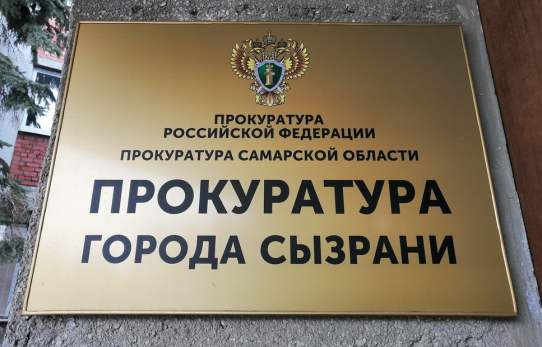 ПРОКУРАТУРА
РОССИЙСКОЙ ФЕДЕРАЦИИ
ПРОКУРАТУРА САМАРСКОЙ ОБЛАСТИ
ПРОКУРАТУРА
ГОРОДА СЫЗРАНИ